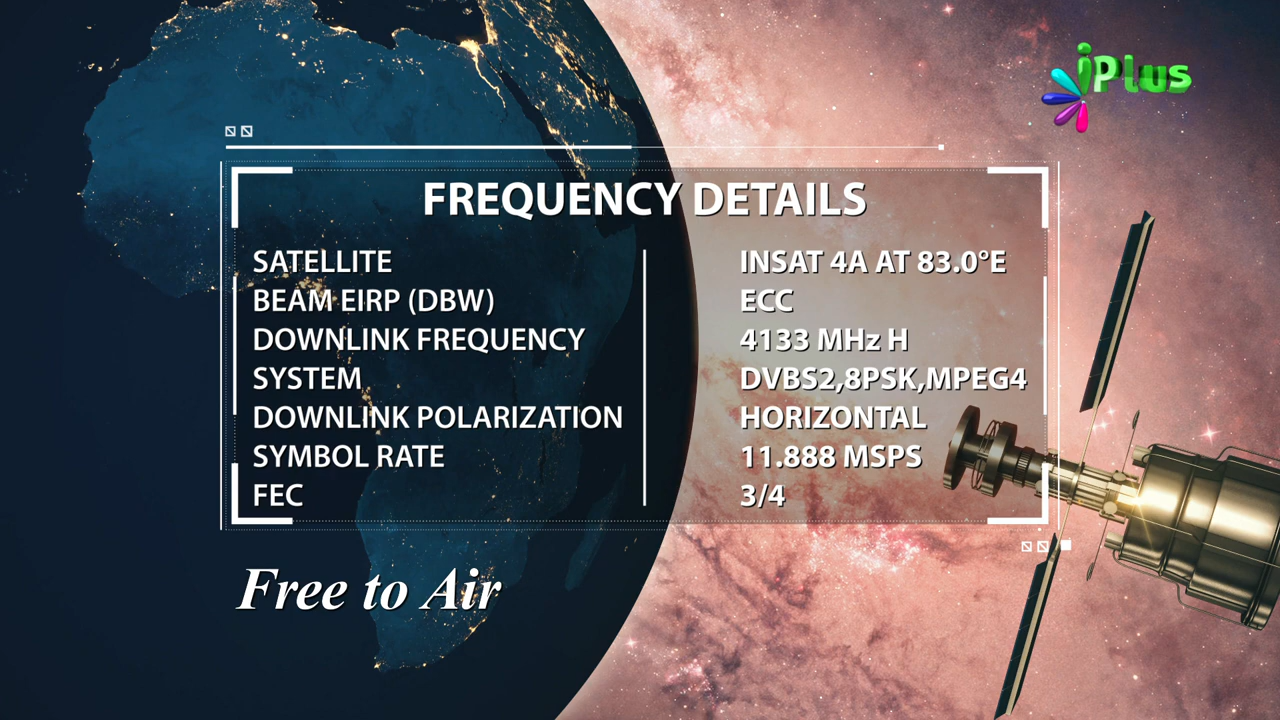 iPlus
FREQUENCY DETAILS
SATELLITE INSAT 4A AT 83.0°E
BEAM EIRP (DBW) ECC
DOWNLINK FREQUENCY 4133 MHz H
SYSTEM DVBS2,8PSK,MPEG4
DOWNLINK POLARIZATION HORIZONTAL
SYMBOL RATE 11.888 MSPS
FEC 3/4
Free to Air